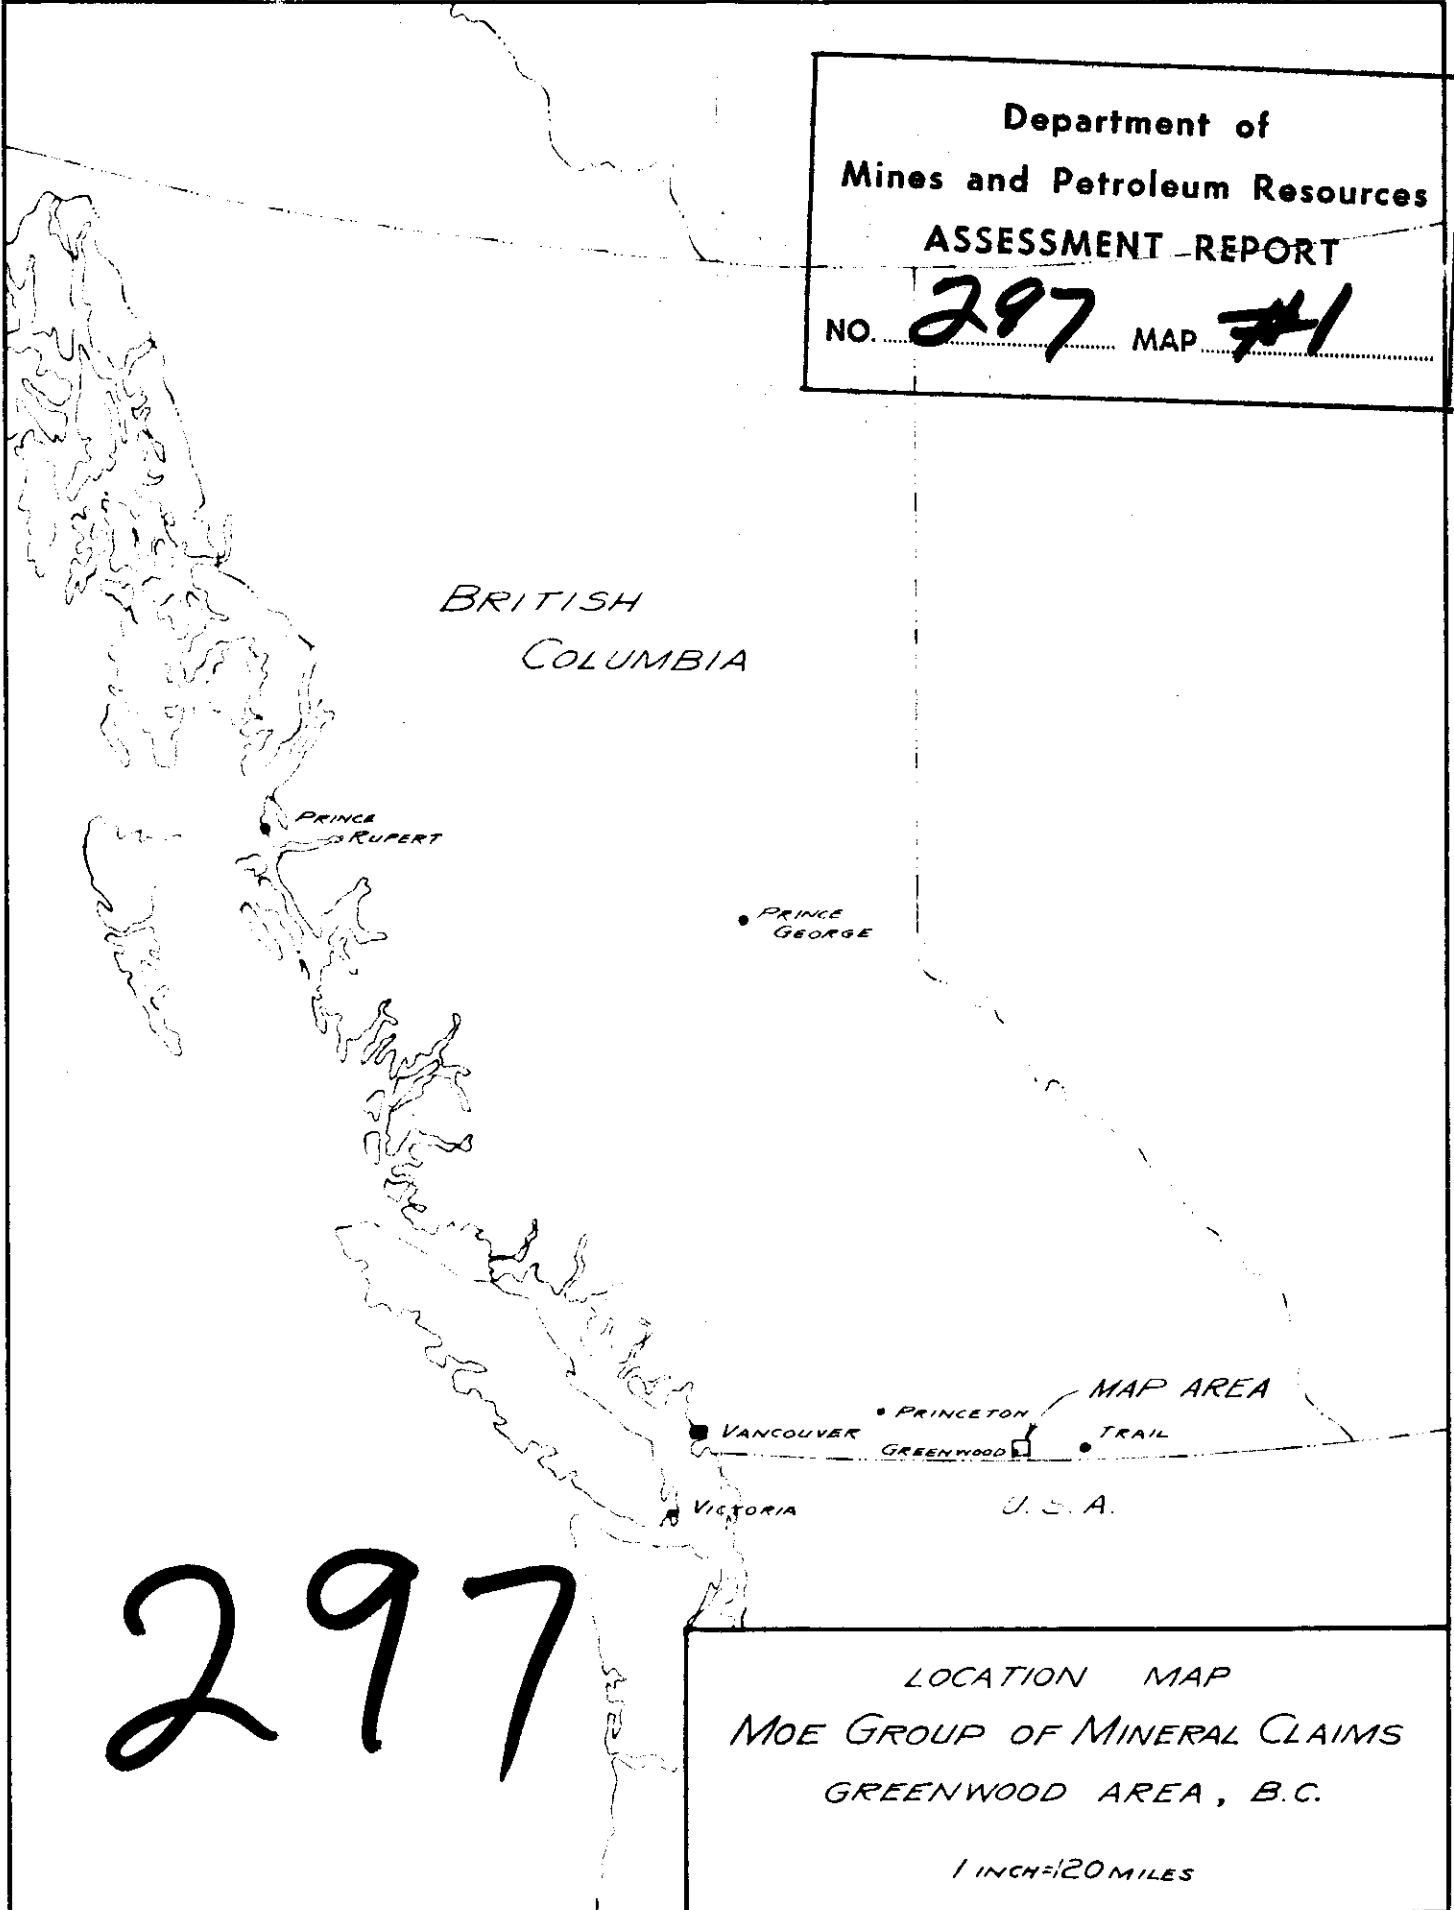 Department of
Mines and Petroleum Resources
ASSESSMENT REPORT
NO. 297 MAP #1
BRITISH
COLUMBIA
PRINCE
RUPERT
PRINCE
GEORGE
MAP AREA
PRINCETON
VANCOUVER
GREENWOOD
TRAIL
VICTORIA
U.S.A.
297
LOCATION MAP
MOE GROUP OF MINERAL CLAIMS
GREENWOOD AREA, B.C.
1 INCH=120 MILES